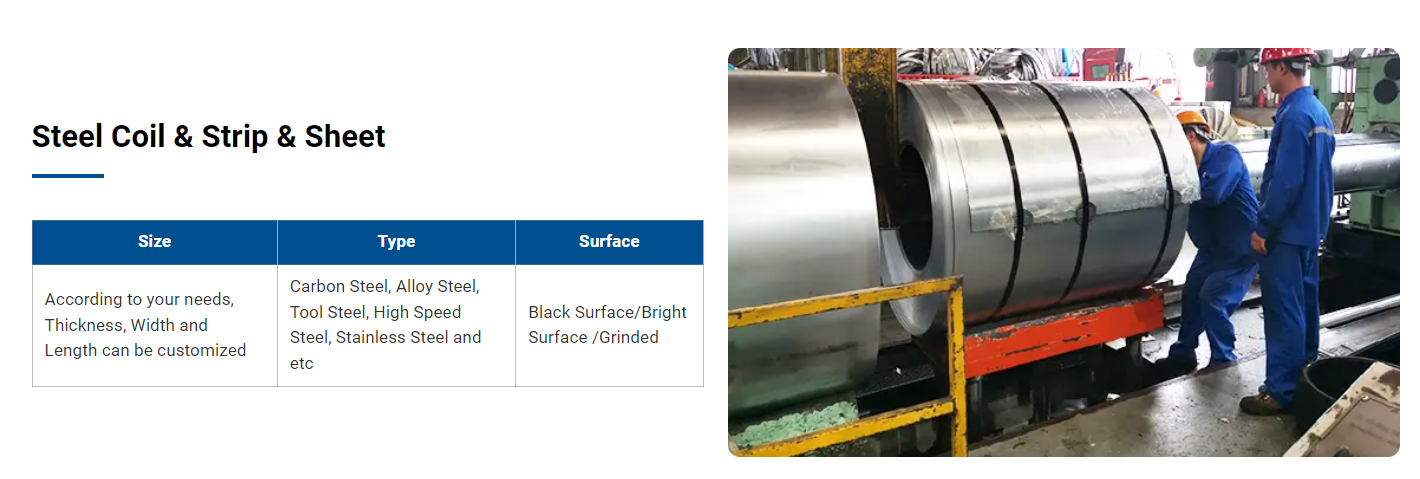 Steel Coil & Strip & Sheet
Size
Type
Surface
According to your needs,
Thickness, Width and
Length can be customized
Carbon Steel, Alloy Steel,
Tool Steel, High Speed
Steel, Stainless Steel and
etc
Black Surface/Bright
Surface /Grinded